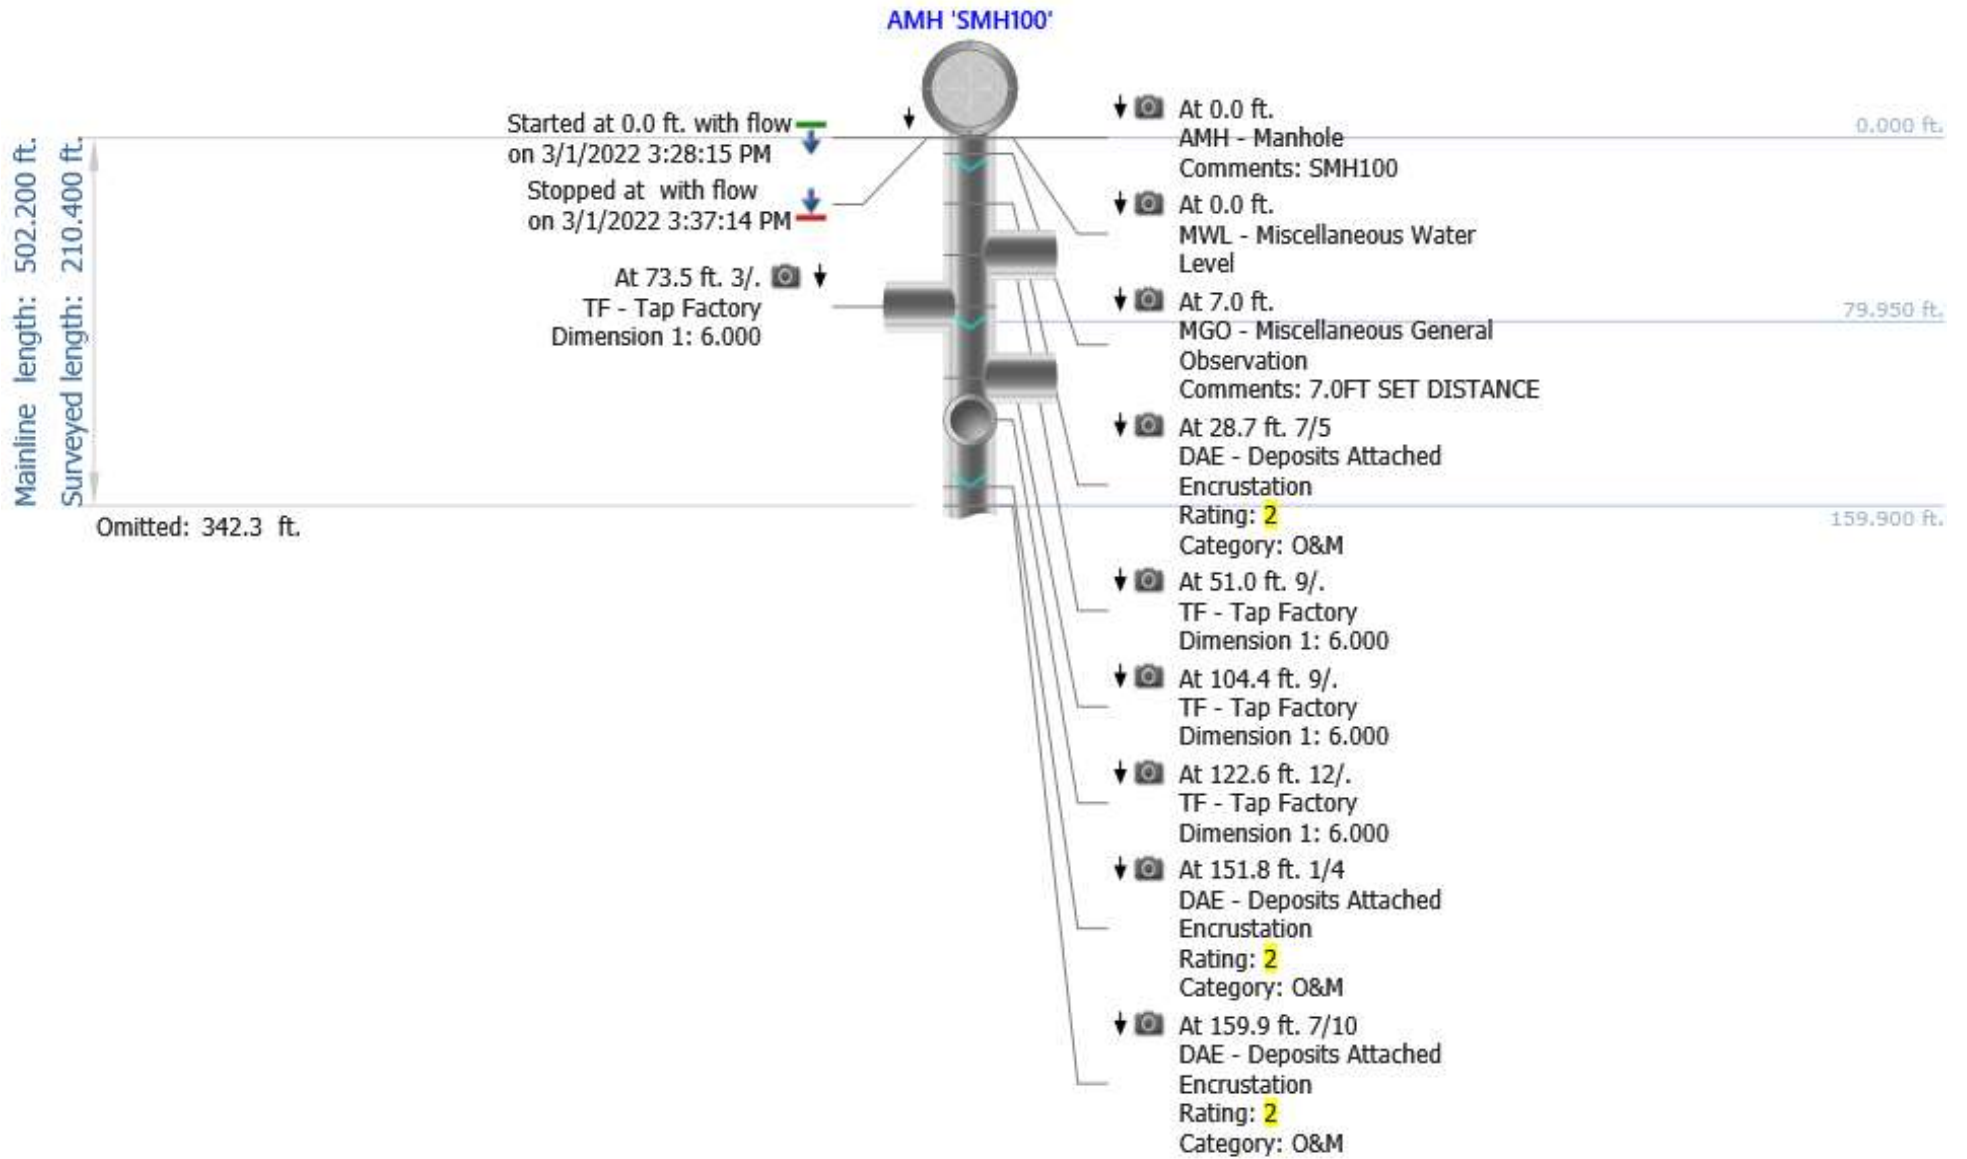 AMH 'SMH100'
Started at 0.0 ft. with flow
on 3/1/2022 3:28:15 PM
Stopped at  with flow
on 3/1/2022 3:37:14 PM
At 73.5 ft. 3/.
TF - Tap Factory
Dimension 1: 6.000
Mainline length: 502.200 ft.
Surveyed length: 210.400 ft.
Omitted: 342.3 ft.
At 0.0 ft.
AMH - Manhole
Comments: SMH100
At 0.0 ft.
MWL - Miscellaneous Water
Level
At 7.0 ft.
MGO - Miscellaneous General
Observation
Comments: 7.0FT SET DISTANCE
At 28.7 ft. 7/5
DAE - Deposits Attached
Encrustation
Rating: 2
Category: O&M
At 51.0 ft. 9/.
TF - Tap Factory
Dimension 1: 6.000
At 104.4 ft. 9/.
TF - Tap Factory
Dimension 1: 6.000
At 122.6 ft. 12/.
TF - Tap Factory
Dimension 1: 6.000
At 151.8 ft. 1/4
DAE - Deposits Attached
Encrustation
Rating: 2
Category: O&M
At 159.9 ft. 7/10
DAE - Deposits Attached
Encrustation
Rating: 2
Category: O&M
0.000 ft.
79.950 ft.
159.900 ft.